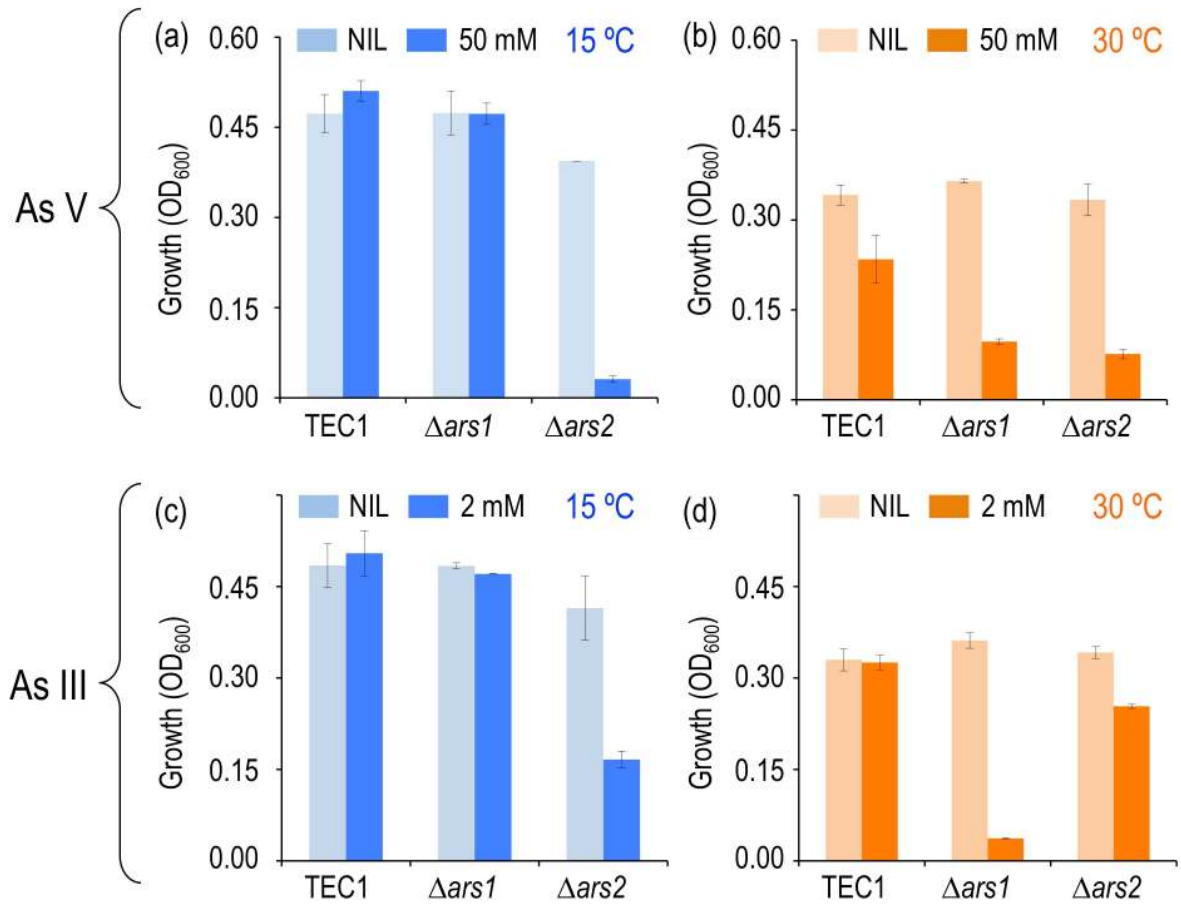 (a) NIL 50 mM 15 ºC
0.60
0.45
0.30
0.15
0.00
Growth (OD600)
TEC1 Δars1 Δars2
(b) NIL 50 mM 30 ºC
0.60
0.45
0.30
0.15
0.00
Growth (OD600)
TEC1 Δars1 Δars2
As V
(c) NIL 2 mM 15 ºC
0.45
0.30
0.15
0.00
Growth (OD600)
TEC1 Δars1 Δars2
(d) NIL 2 mM 30 ºC
0.45
0.30
0.15
0.00
Growth (OD600)
TEC1 Δars1 Δars2
As III